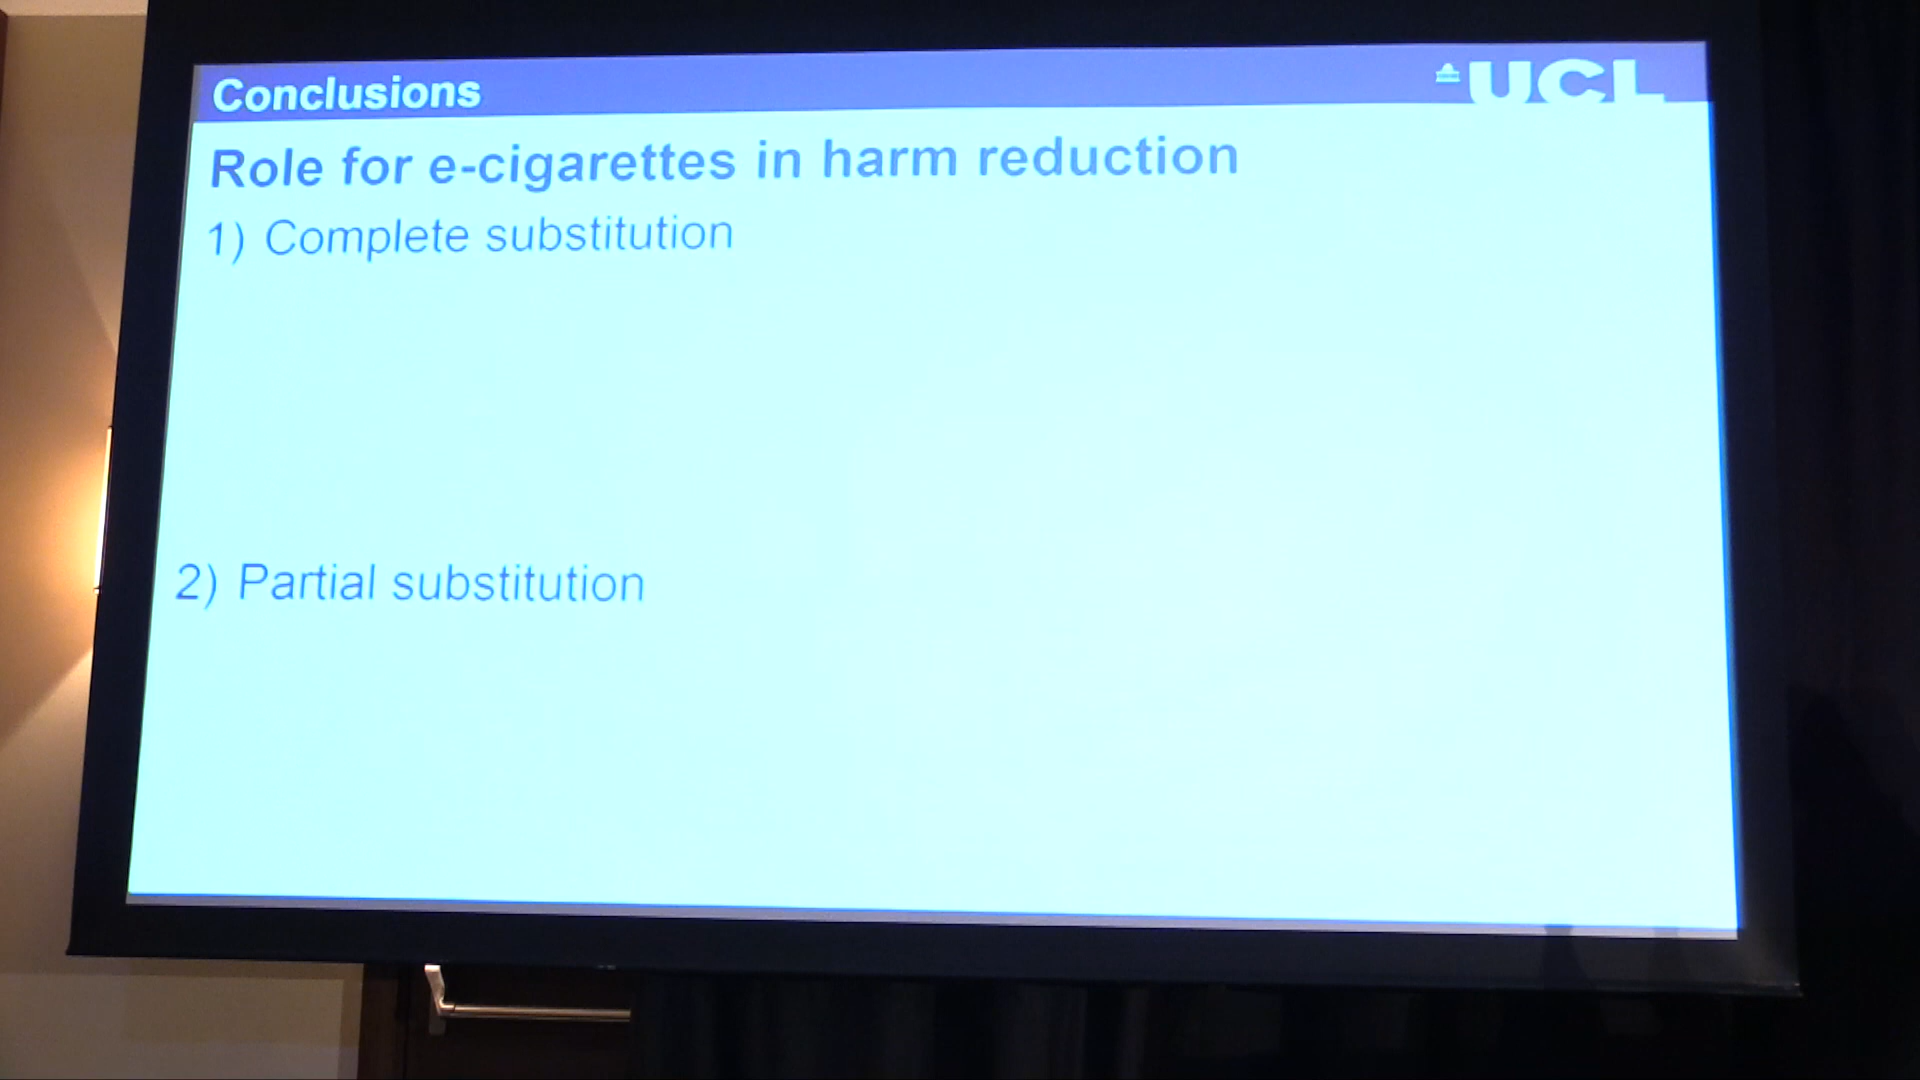 Conclusions
UCL
Role for e-cigarettes in harm reduction
1) Complete substitution
2) Partial substitution